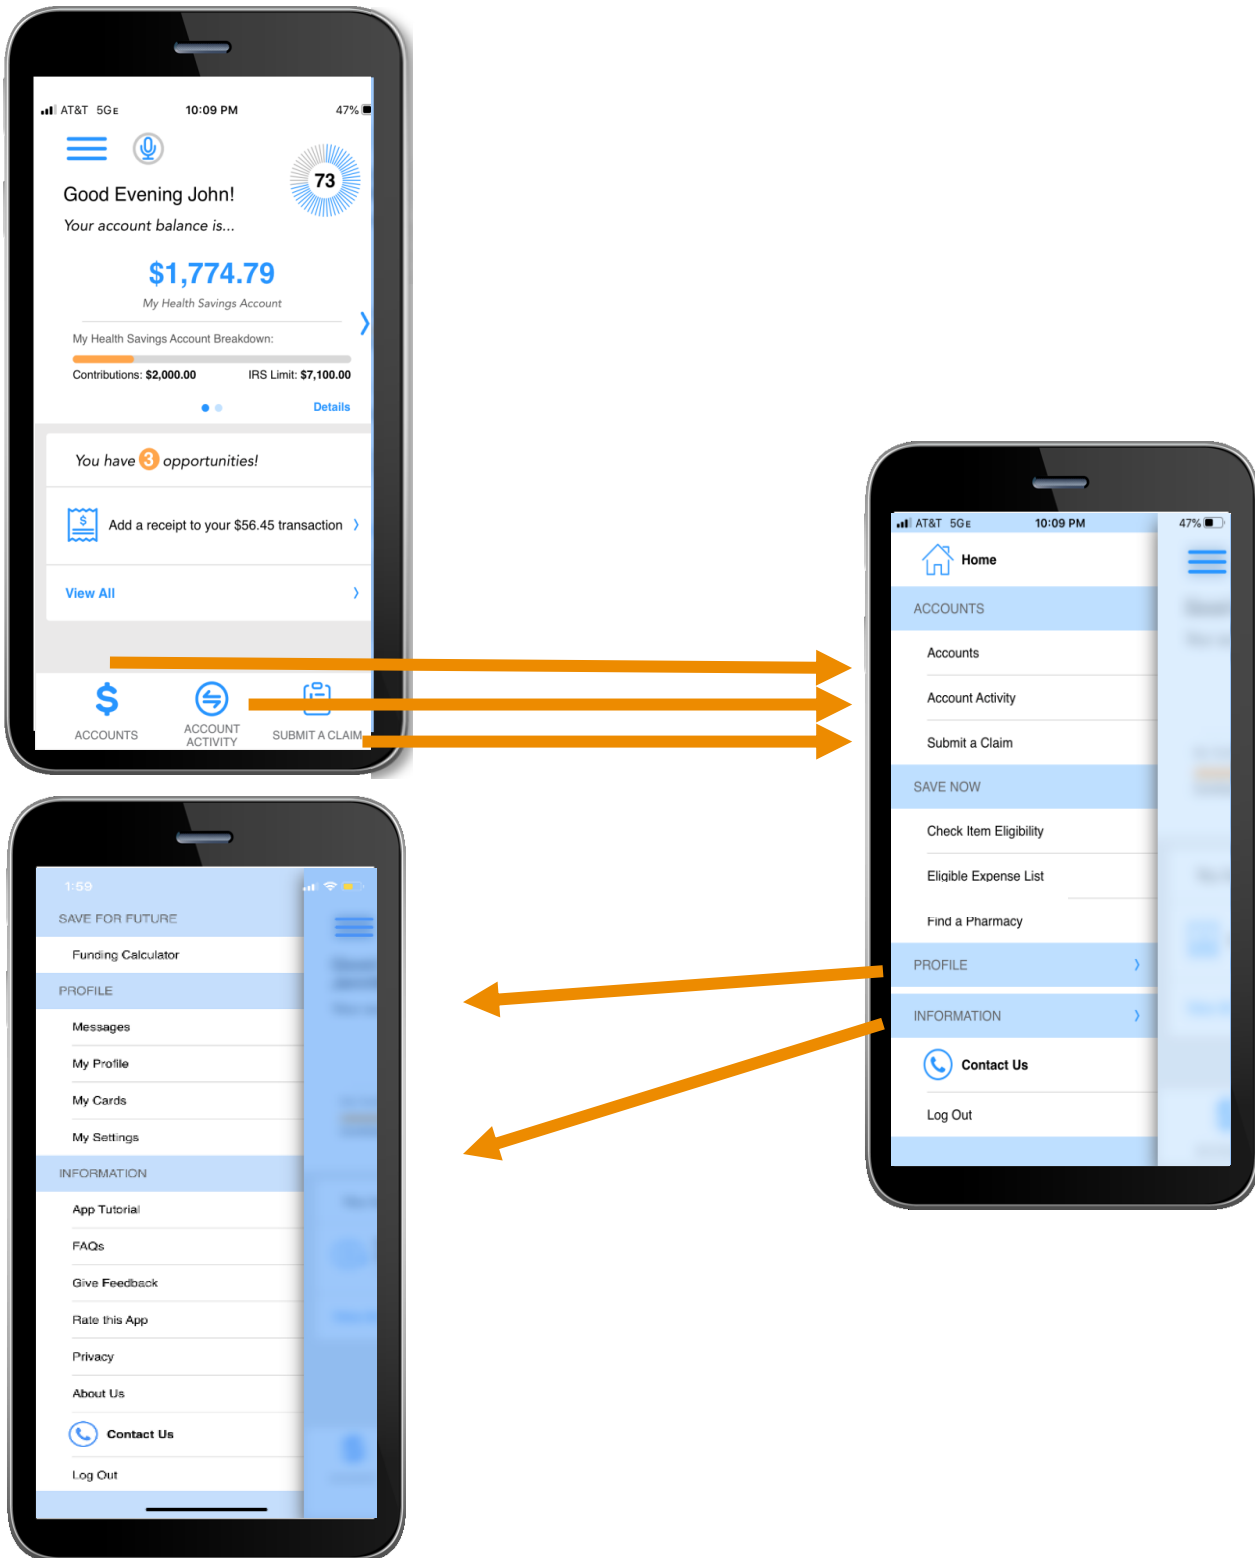 AT&T 5GE 10:09 PM 47%
73
Good Evening John!
Your account balance is...
$1,774.79
My Health Savings Account
My Health Savings Account Breakdown:
Contributions: $2,000.00 IRS Limit: $7,100.00
Details
You have 3 opportunities!
$ Add a receipt to your $56.45 transaction
View All
$
ACCOUNTS
ACCOUNT
ACTIVITY
SUBMIT A CLAIM
AT&T 5GE 10:09 PM 47%
Home
ACCOUNTS
Accounts
Account Activity
Submit a Claim
SAVE NOW
Check Item Eligibility
Eligible Expense List
Find a Pharmacy
PROFILE
INFORMATION
Contact Us
Log Out
1:59
SAVE FOR FUTURE
Funding Calculator
PROFILE
Messages
My Profile
My Cards
My Settings
INFORMATION
App Tutorial
FAQs
Give Feedback
Rate this App
Privacy
About Us
Contact Us
Log Out